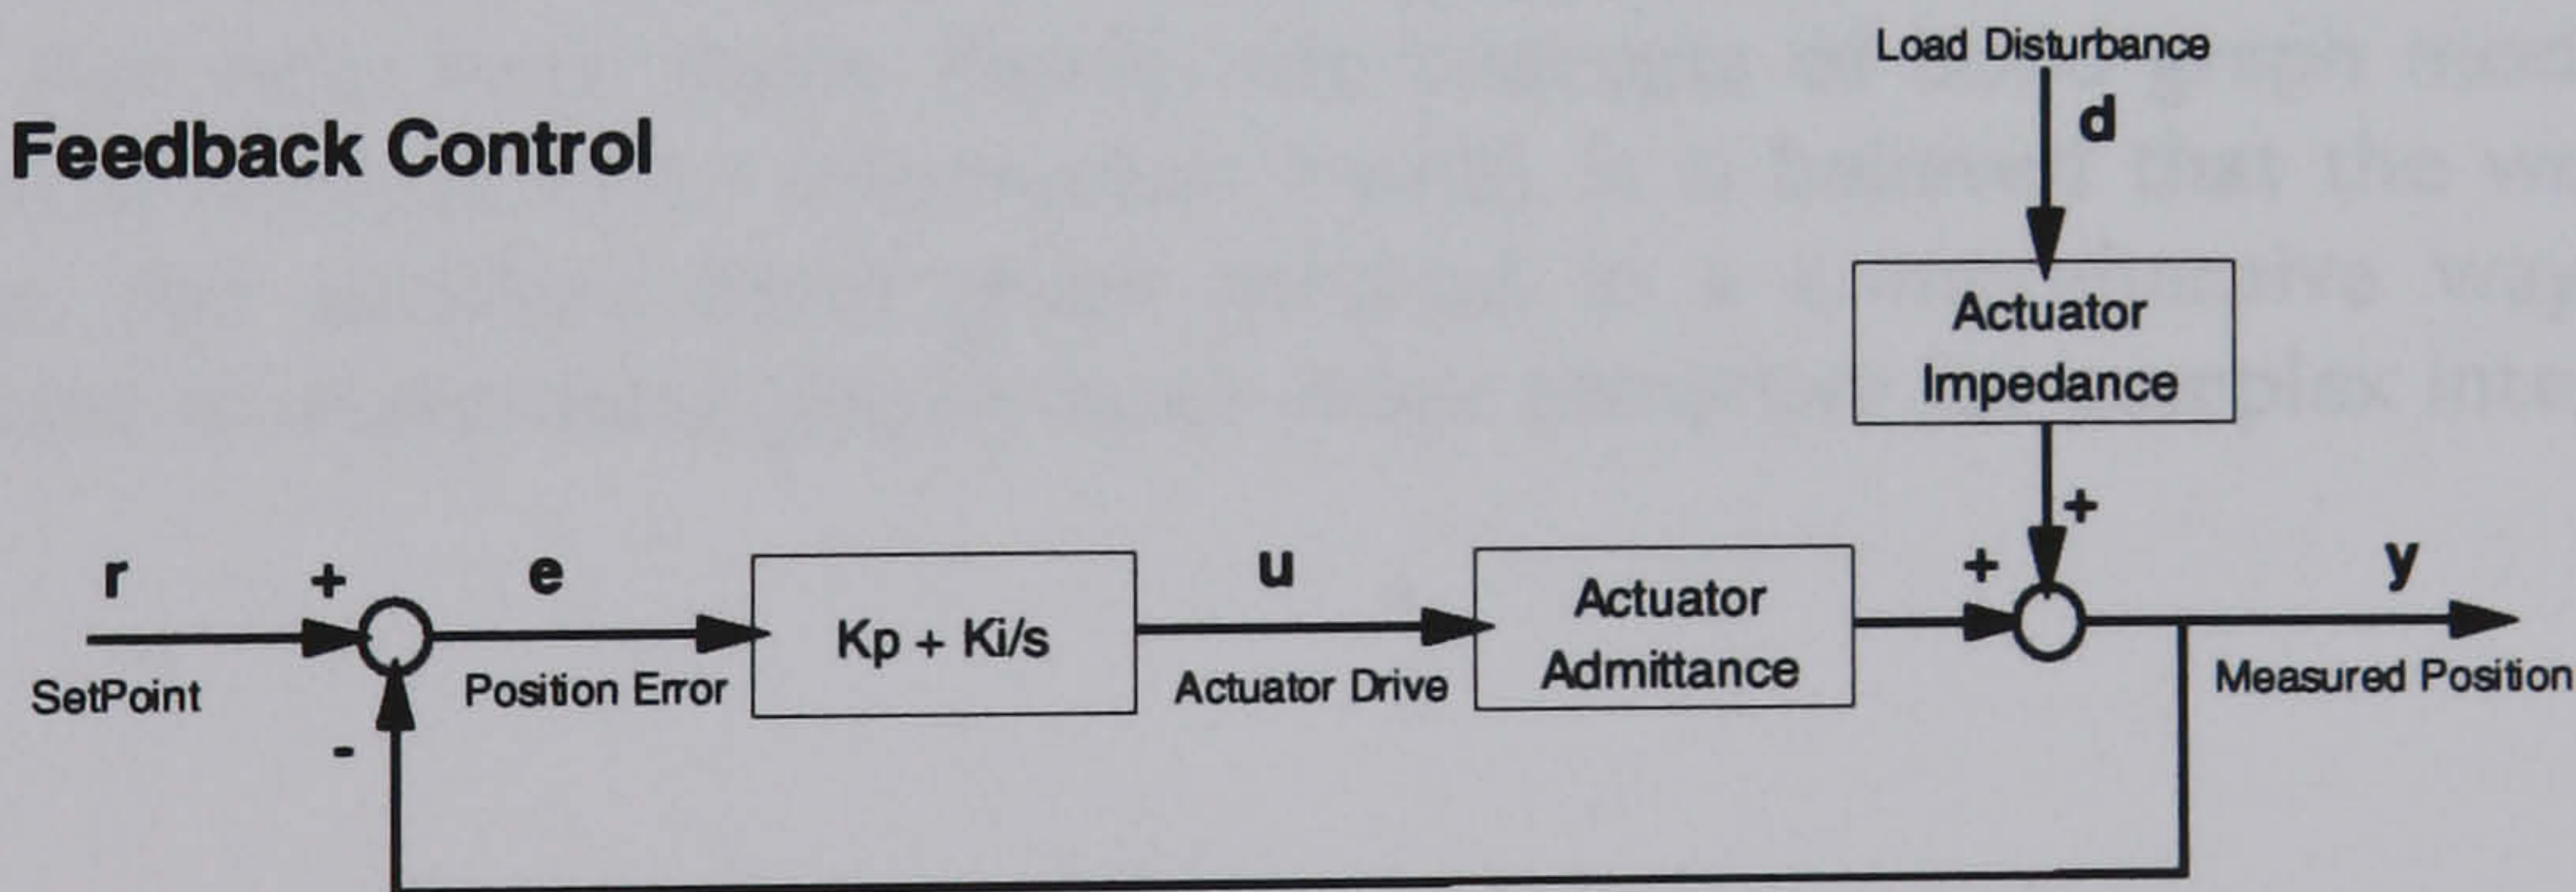 Load Disturbance
d
Feedback Control
Actuator
Impedance
+
r
+
e
Kp + Ki/s
u
Actuator
Admittance
+
y
SetPoint
Position Error
Actuator Drive
Measured Position
-